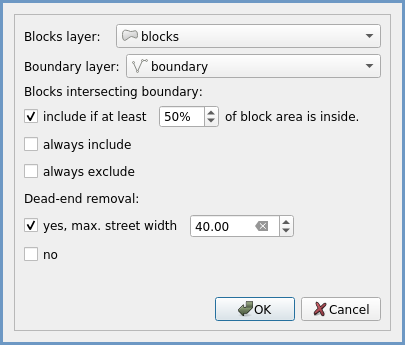 Blocks layer: blocks
Boundary layer: boundary
Blocks intersecting boundary:
include if at least 50% of block area is inside.
always include
always exclude
Dead-end removal:
yes, max. street width 40.00
no
OK Cancel